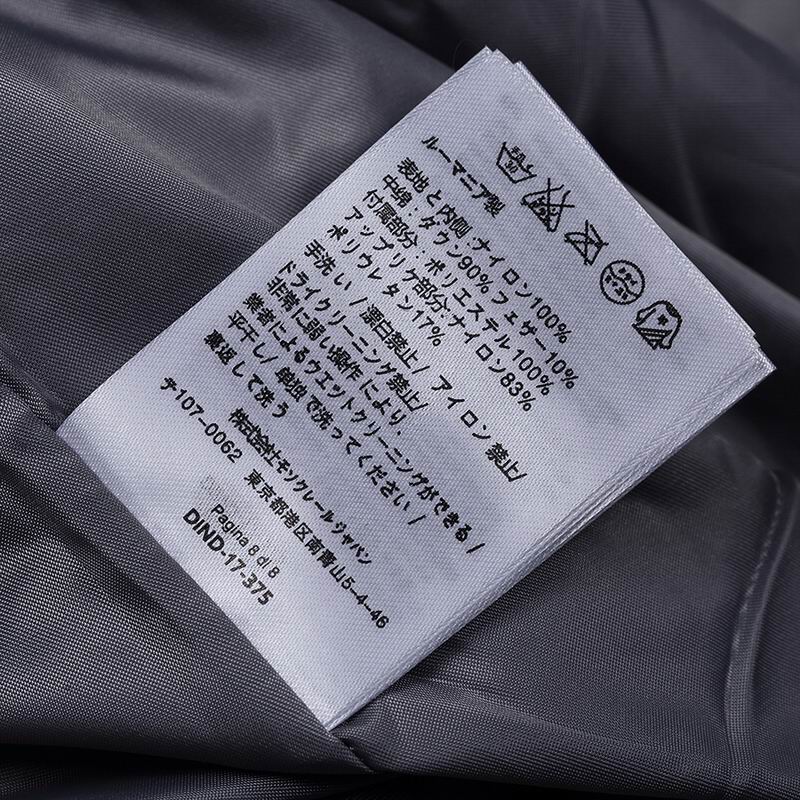 ルーマニア製
表地と内側:ナイロン100%
中綿:ダウン90%フェザー10%
付属部分:ポリエステル100%
アップリケ部分:ナイロン83%
ポリウレタン17%
手洗い/漂白禁止/アイロン禁止/
ドライクリーニング禁止/
非常に弱い操作により、
業者によるウエットクリーニングができる/
平干し/単独で洗ってください/
裏返して洗う
株式会社モンクレールジャパン
〒107-0062 東京都港区南青山5-4-46
Pagina 8 di 8
DIND-17-375